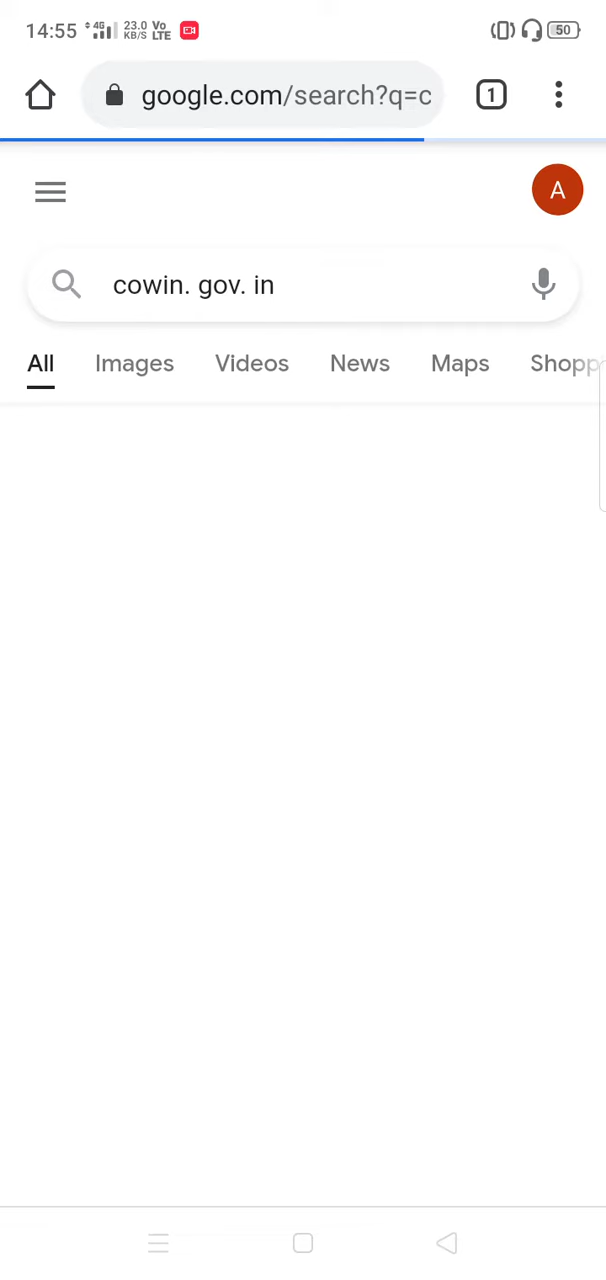 14:55 4G 23.0 KB/S Vo LTE 50
google.com/search?q=c 1
A
cowin. gov. in
All Images Videos News Maps Shopp